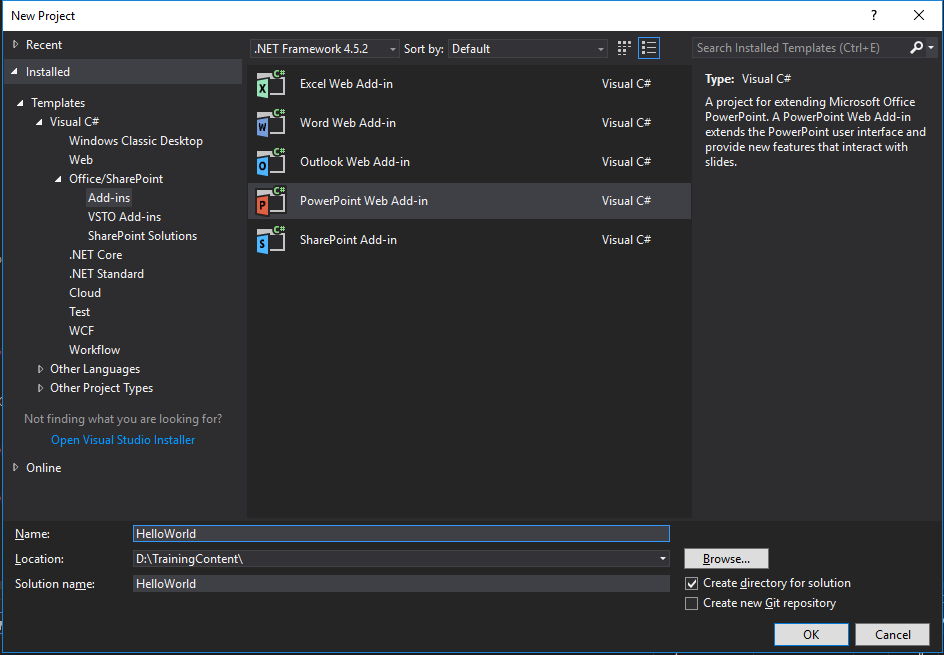 New Project
?
Recent
Installed
Templates
Visual C#
Windows Classic Desktop
Web
Office/SharePoint
Add-ins
VSTO Add-ins
SharePoint Solutions
.NET Core
.NET Standard
Cloud
Test
WCF
Workflow
Other Languages
Other Project Types
Not finding what you are looking for?
Open Visual Studio Installer
Online
.NET Framework 4.5.2 Sort by: Default
C# X Excel Web Add-in Visual C#
C# W Word Web Add-in Visual C#
C# O Outlook Web Add-in Visual C#
C# P PowerPoint Web Add-in Visual C#
C# S SharePoint Add-in Visual C#
Search Installed Templates (Ctrl+E)
Type: Visual C#
A project for extending Microsoft Office
PowerPoint. A PowerPoint Web Add-in
extends the PowerPoint user interface and
provide new features that interact with
slides.
Name: HelloWorld
Location: D:\TrainingContent\ Browse...
Solution name: HelloWorld
Create directory for solution
Create new Git repository
OK Cancel